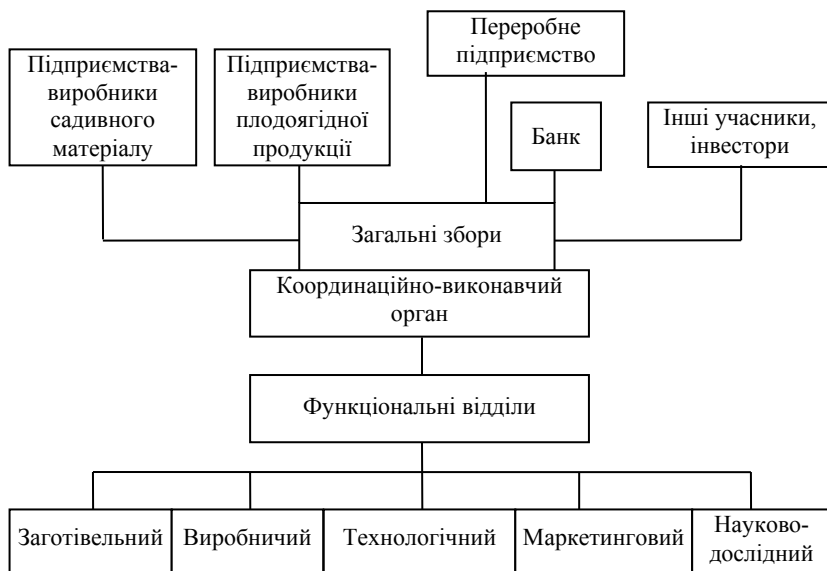 Переробне
підприємство
Підприємства-
виробники
садивного
матеріалу
Підприємства-
виробники
плодоягідної
продукції
Банк
Інші учасники,
інвестори
Загальні збори
Координаційно-виконавчий
орган
Функціональні відділи
Заготівельний
Виробничий
Технологічний
Маркетинговий
Науково-
дослідний